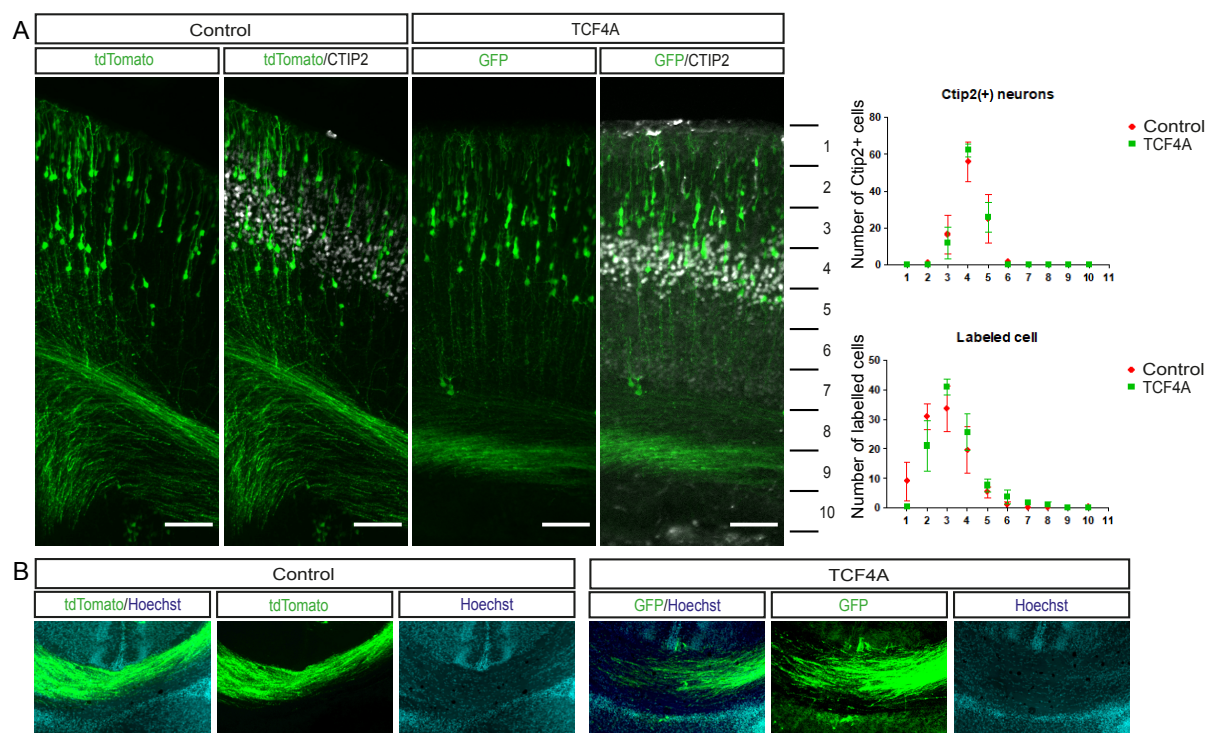 A
Control
TCF4A
tdTomato
tdTomato/CTIP2
GFP
GFP/CTIP2
1
2
3
4
5
6
7
8
9
10
Ctip2(+) neurons
Number of Ctip2+ cells
80
60
40
20
0
1 2 3 4 5 6 7 8 9 10 11
Control
TCF4A
Labeled cell
Number of labelled cells
50
40
30
20
10
0
1 2 3 4 5 6 7 8 9 10 11
Control
TCF4A
B
Control
TCF4A
tdTomato/Hoechst
tdTomato
Hoechst
GFP/Hoechst
GFP
Hoechst